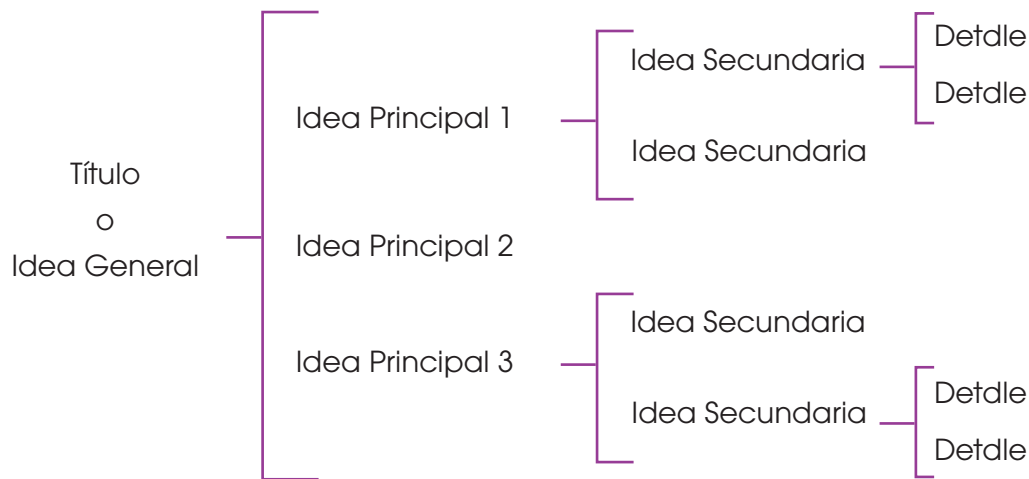 Título
o
Idea General
Idea Principal 1
Idea Secundaria
Detdle
Detdle
Idea Secundaria
Idea Principal 2
Idea Principal 3
Idea Secundaria
Idea Secundaria
Detdle
Detdle